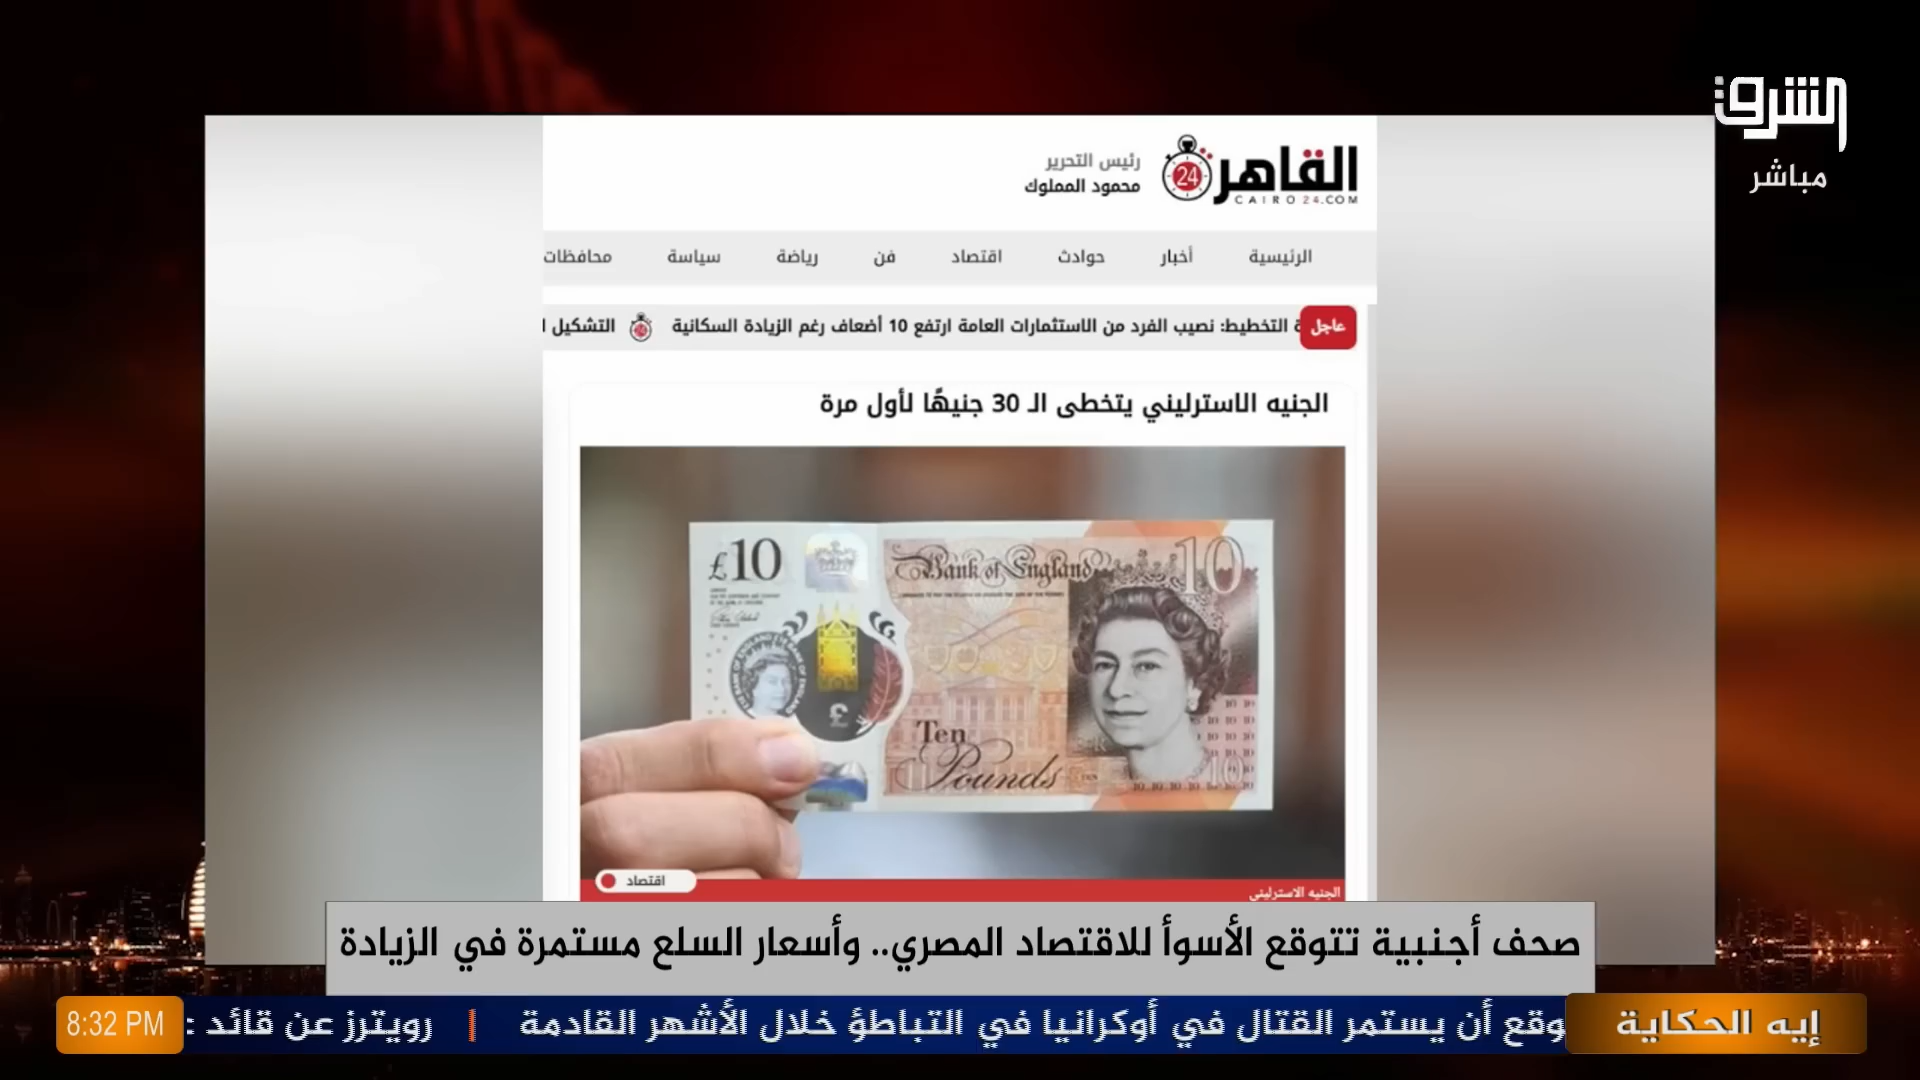 الشرق
مباشر
القاهرة 24
CAIRO 24.COM
رئيس التحرير
محمود المملوك
الرئيسية أخبار حوادث اقتصاد فن رياضة سياسة محافظات
عاجل
ة التخطيط: نصيب الفرد من الاستثمارات العامة ارتفع 10 أضعاف رغم الزيادة السكانية
التشكيل ا
الجنيه الاسترليني يتخطى الـ 30 جنيهًا لأول مرة
£10
Bank of England
10
£
Ten
Pounds
10
اقتصاد
الجنيه الاسترليني
صحف أجنبية تتوقع الأسوأ للاقتصاد المصري.. وأسعار السلع مستمرة في الزيادة
إيه الحكاية
وقع أن يستمر القتال في أوكرانيا في التباطؤ خلال الأشهر القادمة | رويترز عن قائد :
8:32 PM